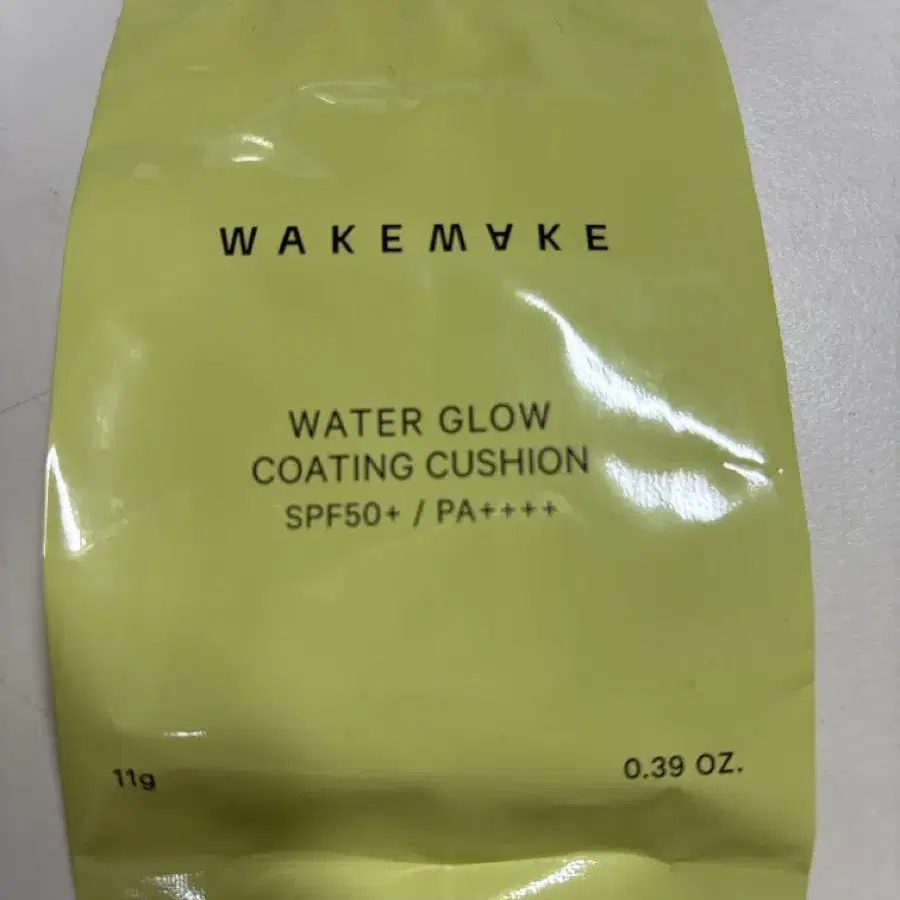 WAKEMAKE
WATER GLOW
COATING CUSHION
SPF50+ / PA++++
11g
0.39 OZ.